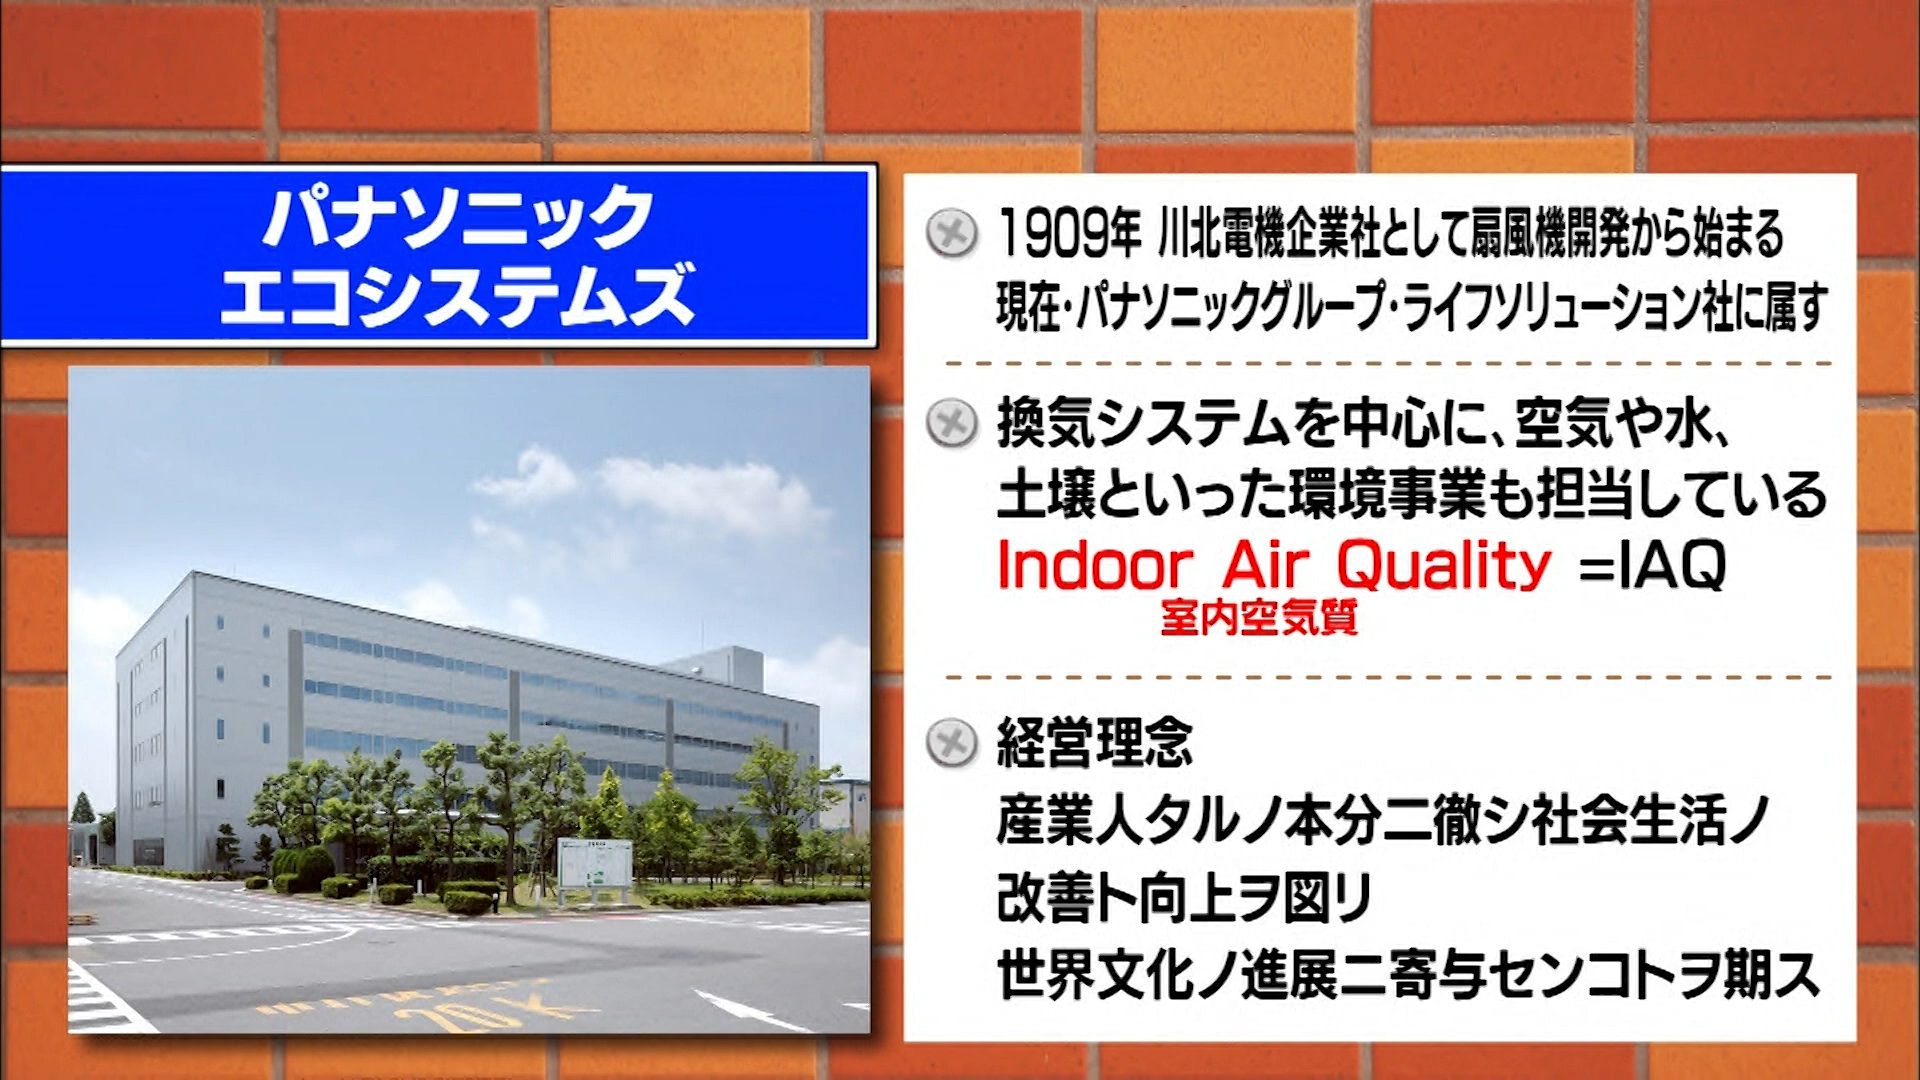 パナソニック
エコシステムズ
1909年 川北電機企業社として扇風機開発から始まる
現在・パナソニックグループ・ライフソリューション社に属す
換気システムを中心に、空気や水、
土壌といった環境事業も担当している
Indoor Air Quality =IAQ
室内空気質
経営理念
産業人タルノ本分ニ徹シ社会生活ノ
改善ト向上ヲ図リ
世界文化ノ進展ニ寄与センコトヲ期ス
20K